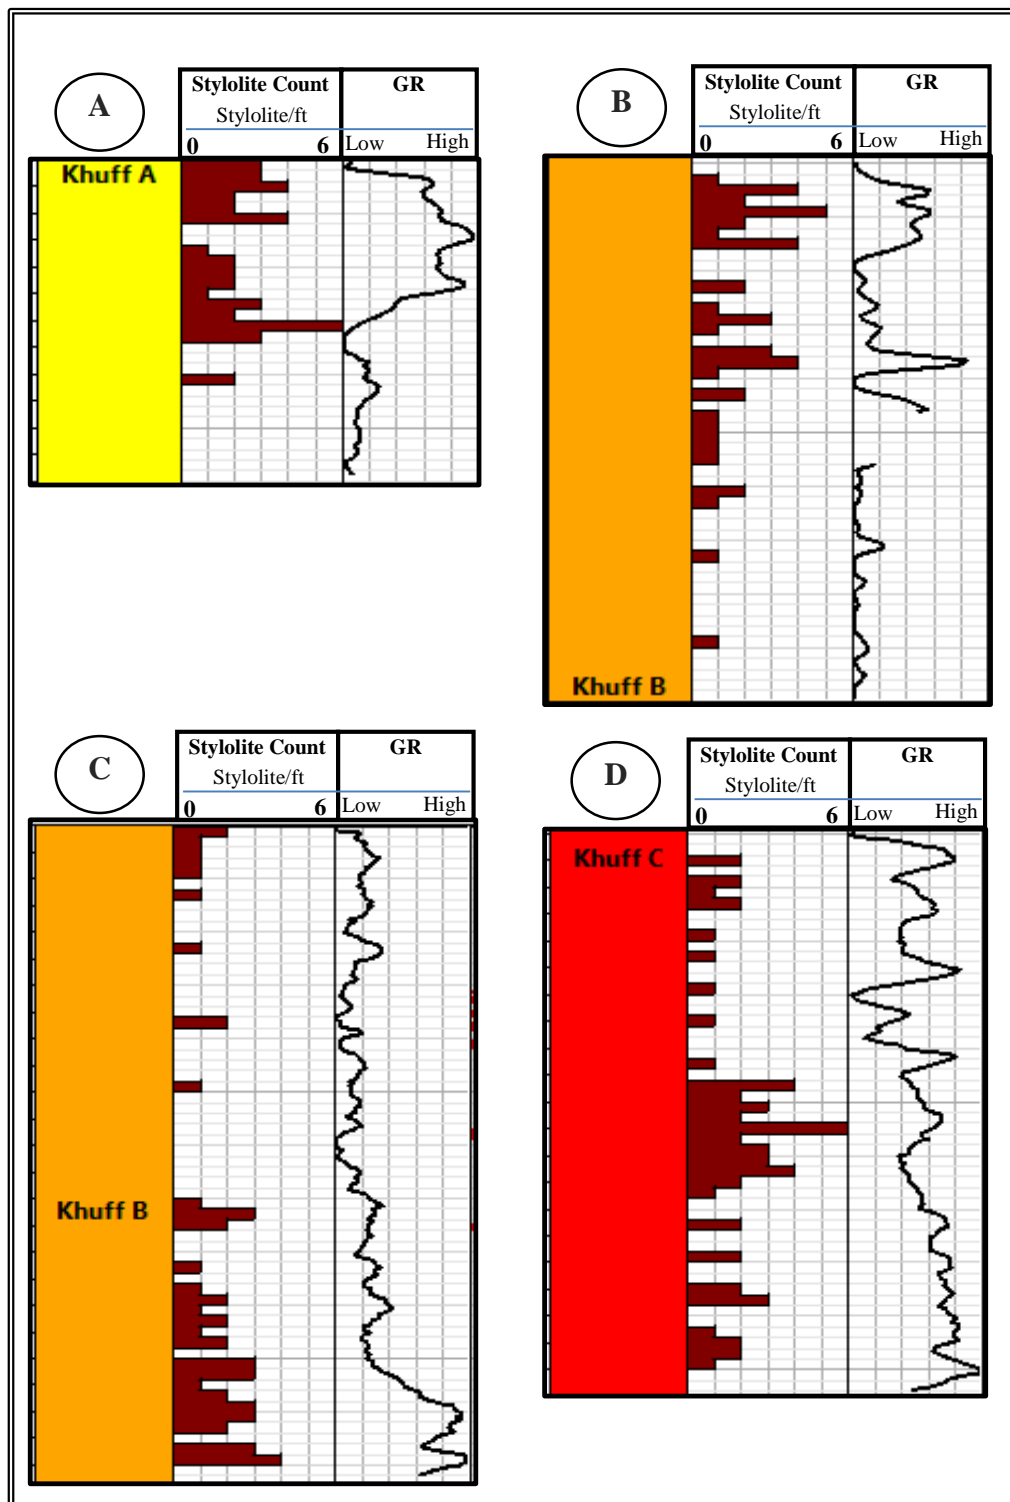 A
Stylolite Count
GR
Stylolite/ft
0
6
Low
High
Khuff A
B
Stylolite Count
GR
Stylolite/ft
0
6
Low
High
Khuff B
C
Stylolite Count
GR
Stylolite/ft
0
6
Low
High
Khuff B
D
Stylolite Count
GR
Stylolite/ft
0
6
Low
High
Khuff C